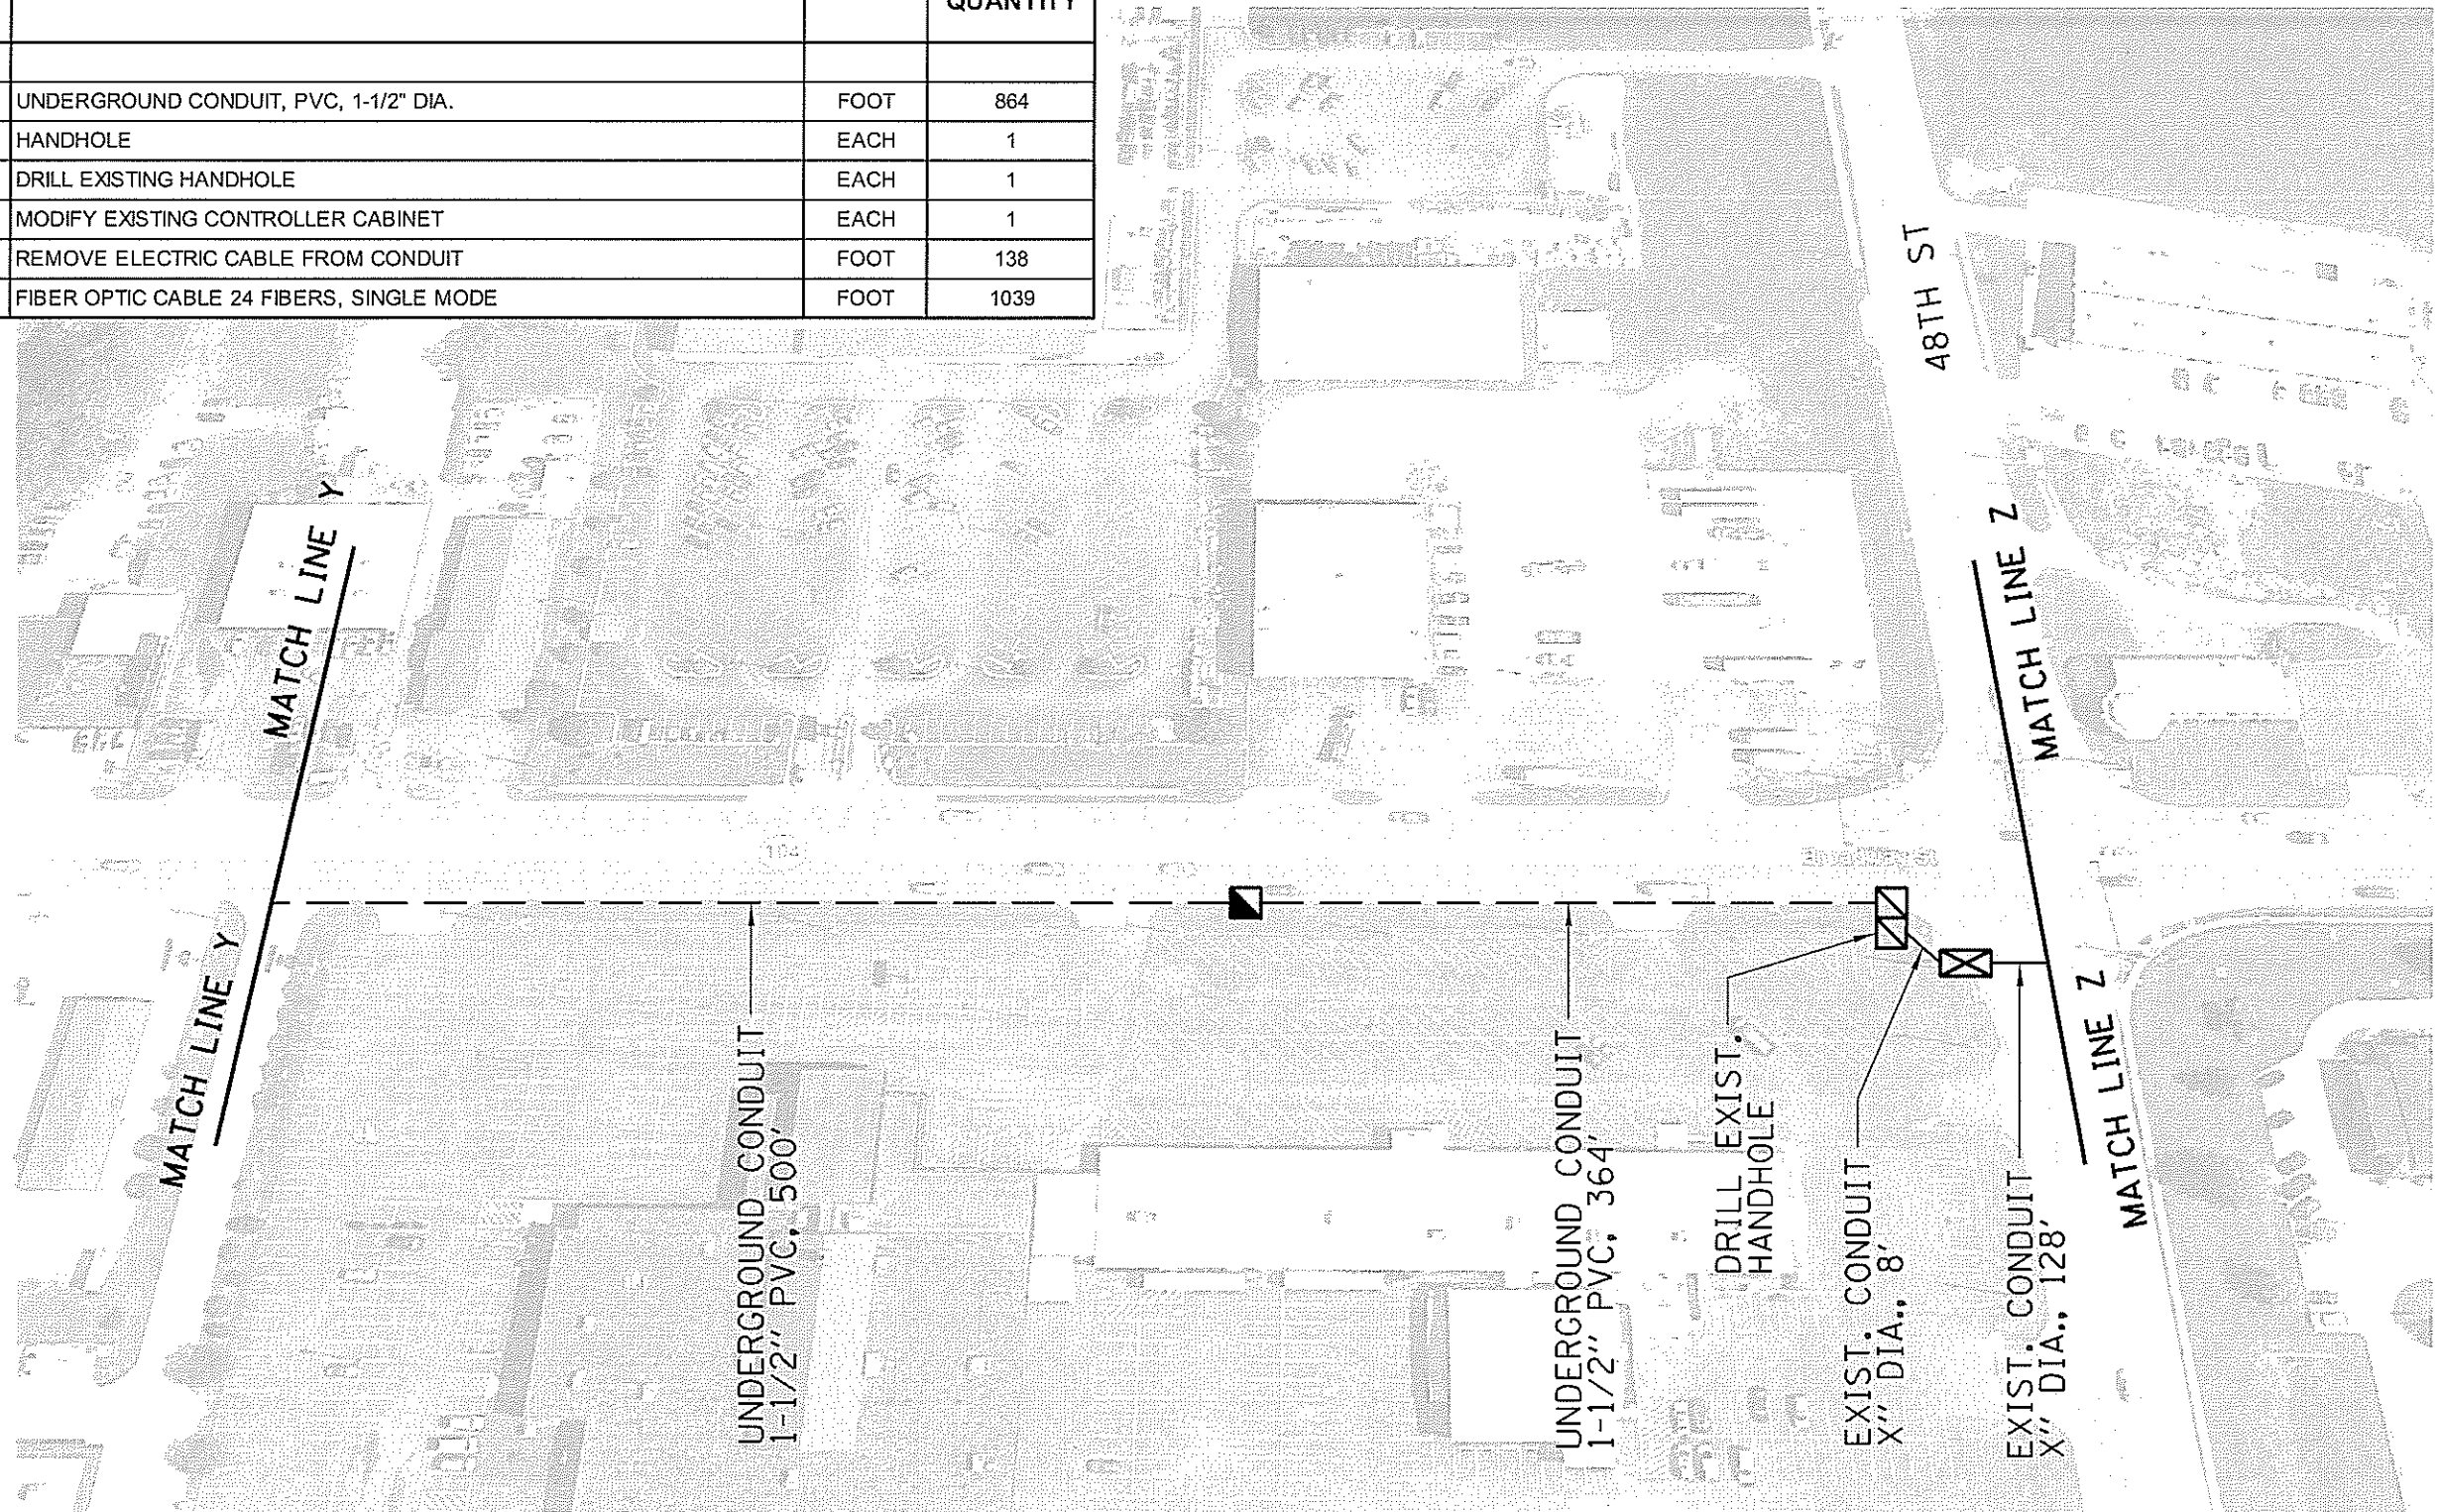 QUANTITY
UNDERGROUND CONDUIT, PVC, 1-1/2" DIA. FOOT 864
HANDHOLE EACH 1
DRILL EXISTING HANDHOLE EACH 1
MODIFY EXISTING CONTROLLER CABINET EACH 1
REMOVE ELECTRIC CABLE FROM CONDUIT FOOT 138
FIBER OPTIC CABLE 24 FIBERS, SINGLE MODE FOOT 1039
48TH ST
MATCH LINE Y
MATCH LINE Z
104
MATCH LINE Y
MATCH LINE Z
UNDERGROUND CONDUIT
1-1/2" PVC, 500'
UNDERGROUND CONDUIT
1-1/2" PVC, 364'
DRILL EXIST.
HANDHOLE
EXIST. CONDUIT
X" DIA., 8'
EXIST. CONDUIT
X" DIA., 128'